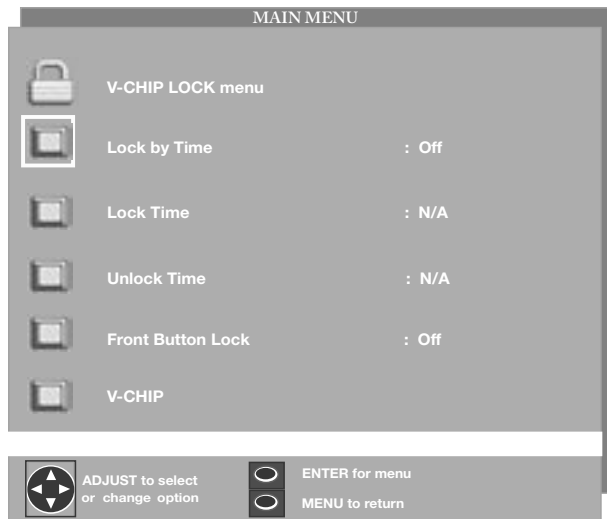 MAIN MENU
V-CHIP LOCK menu
Lock by Time : Off
Lock Time : N/A
Unlock Time : N/A
Front Button Lock : Off
V-CHIP
ADJUST to select
or change option
ENTER for menu
MENU to return